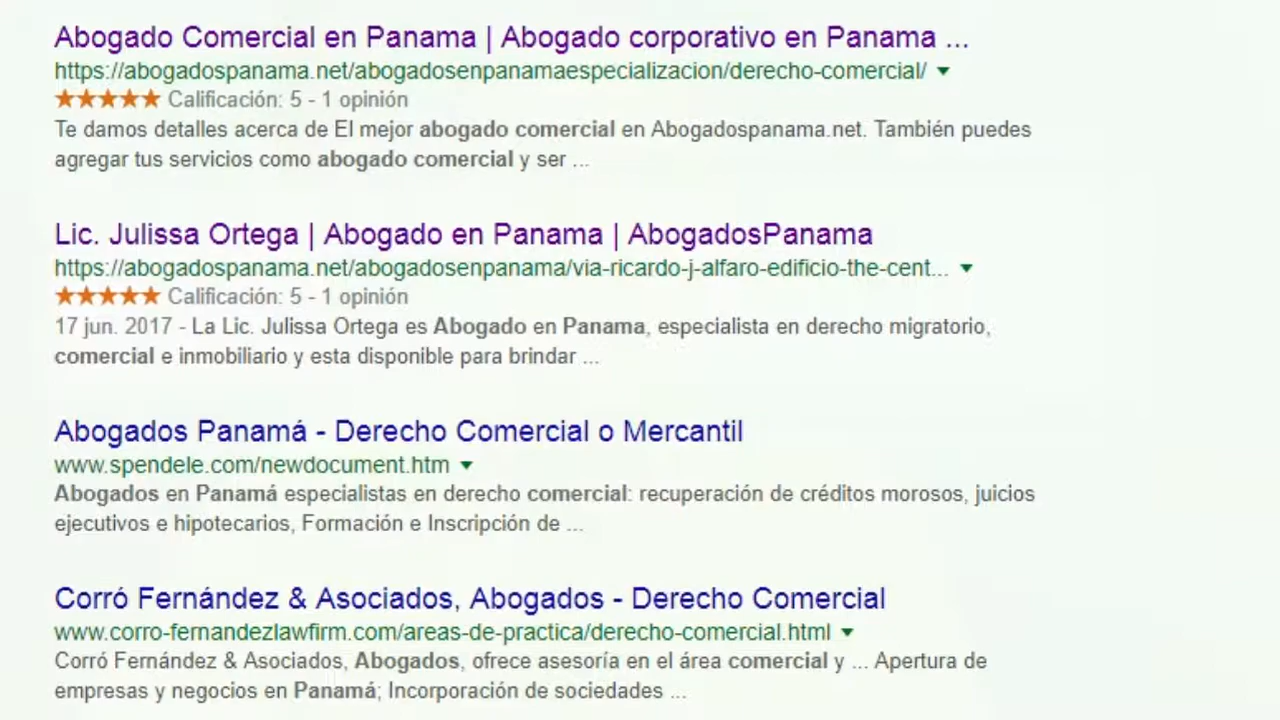 Abogado Comercial en Panama | Abogado corporativo en Panama ...
https://abogadospanama.net/abogadosenpanamaespecializacion/derecho-comercial/
Calificación: 5 - 1 opinión
Te damos detalles acerca de El mejor abogado comercial en Abogadospanama.net. También puedes
agregar tus servicios como abogado comercial y ser ...
Lic. Julissa Ortega | Abogado en Panama | AbogadosPanama
https://abogadospanama.net/abogadosenpanama/via-ricardo-j-alfaro-edificio-the-cent...
Calificación: 5 - 1 opinión
17 jun. 2017 - La Lic. Julissa Ortega es Abogado en Panama, especialista en derecho migratorio,
comercial e inmobiliario y esta disponible para brindar ...
Abogados Panamá - Derecho Comercial o Mercantil
www.spendele.com/newdocument.htm
Abogados en Panamá especialistas en derecho comercial: recuperación de créditos morosos, juicios
ejecutivos e hipotecarios, Formación e Inscripción de ...
Corró Fernández & Asociados, Abogados - Derecho Comercial
www.corro-fernandezlawfirm.com/areas-de-practica/derecho-comercial.html
Corró Fernández & Asociados, Abogados, ofrece asesoría en el área comercial y ... Apertura de
empresas y negocios en Panamá; Incorporación de sociedades ...